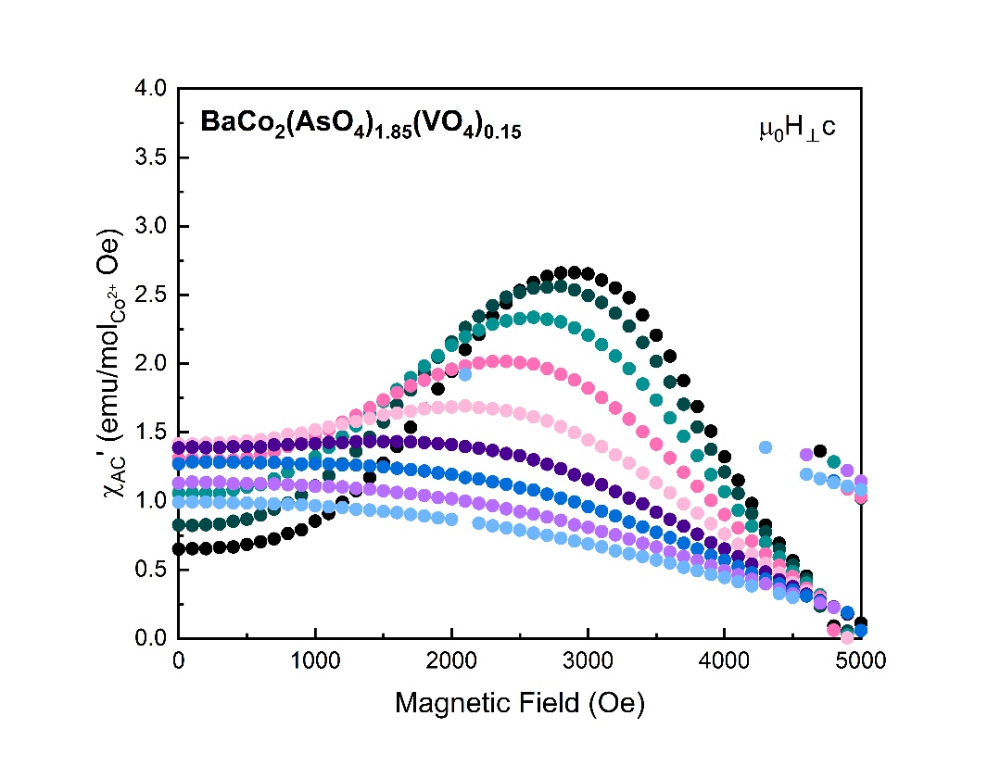 BaCo₂(AsO₄)₁.₈₅(VO₄)₀.₁₅
μ₀H⊥c
4.0
3.5
3.0
2.5
2.0
1.5
1.0
0.5
0.0
χAC' (emu/molCo²⁺ Oe)
0 1000 2000 3000 4000 5000
Magnetic Field (Oe)